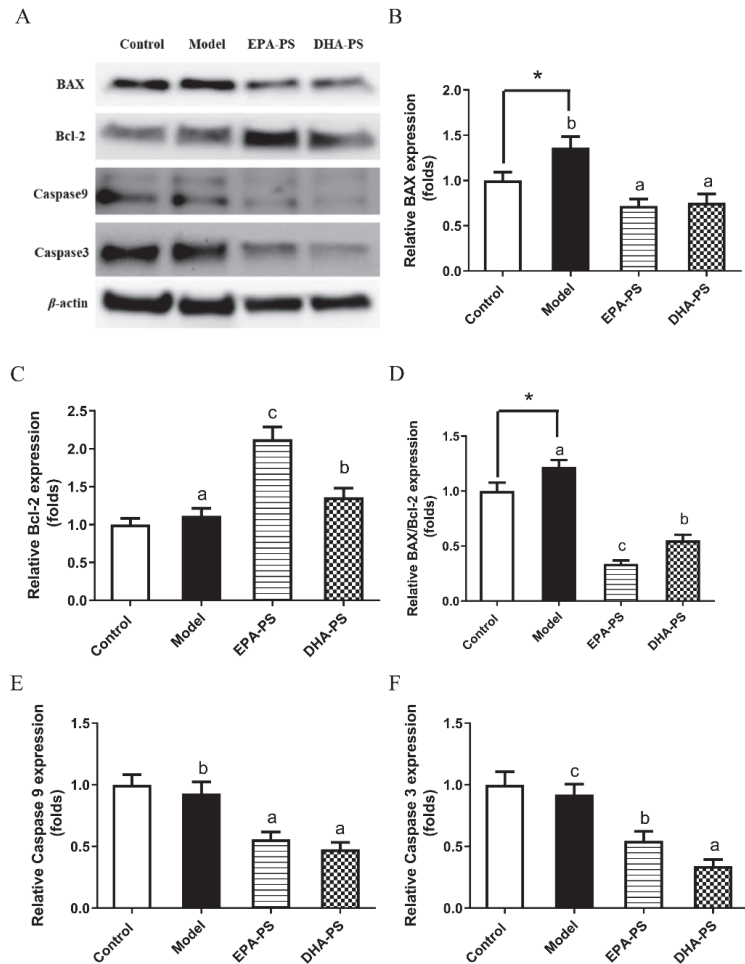 A
Control Model EPA-PS DHA-PS
BAX
Bcl-2
Caspase9
Caspase3
β-actin
B
Relative BAX expression
(folds)
2.0
1.5
1.0
0.5
0.0
*
b
a
a
Control
Model
EPA-PS
DHA-PS
C
Relative Bcl-2 expression
(folds)
2.5
2.0
1.5
1.0
0.5
0.0
a
c
b
Control
Model
EPA-PS
DHA-PS
D
Relative BAX/Bcl-2 expression
(folds)
1.5
1.0
0.5
0.0
*
a
c
b
Control
Model
EPA-PS
DHA-PS
E
Relative Caspase 9 expression
(folds)
1.5
1.0
0.5
0.0
b
a
a
Control
Model
EPA-PS
DHA-PS
F
Relative Caspase 3 expression
(folds)
1.5
1.0
0.5
0.0
c
b
a
Control
Model
EPA-PS
DHA-PS